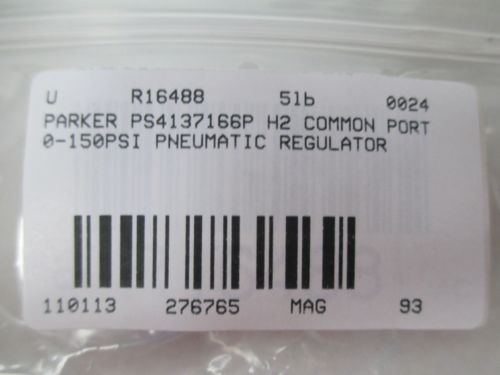 U R16488 51b 0024
PARKER PS4137166P H2 COMMON PORT
0-150PSI PNEUMATIC REGULATOR
110113 276765 MAG 93